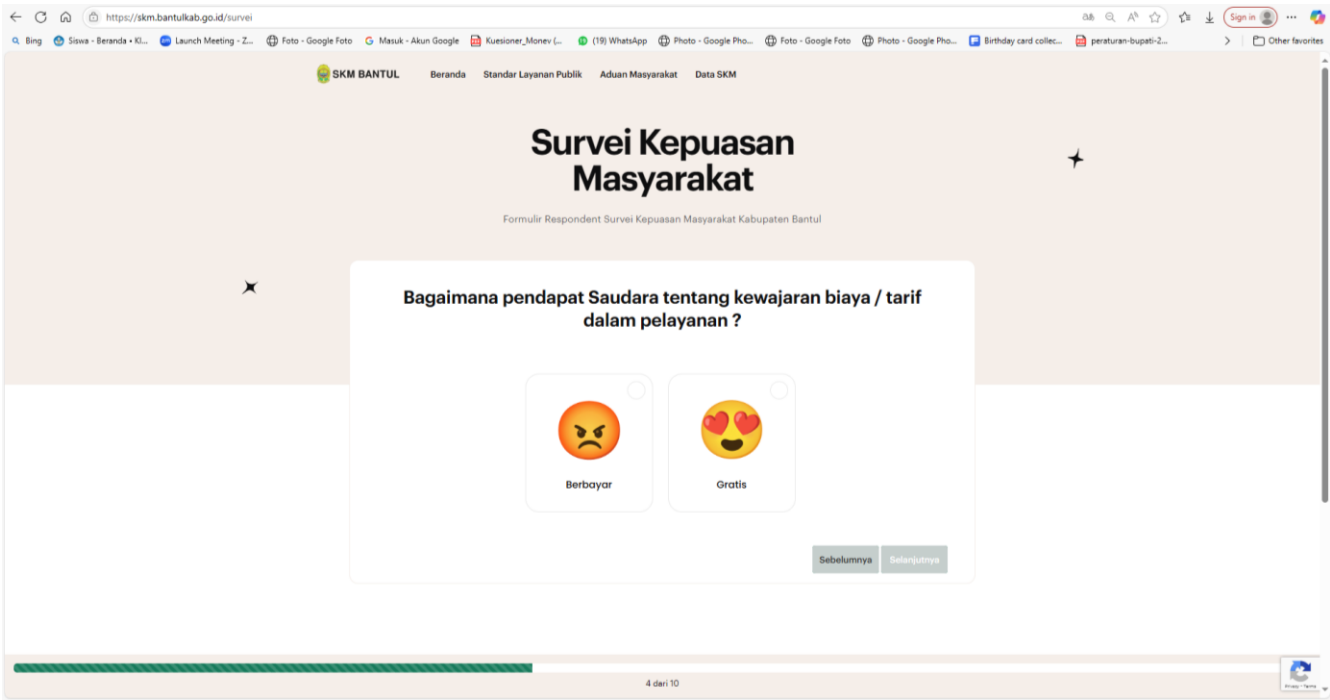 https://skm.bantulkab.go.id/survei
Sign in
Bing
Siswa - Beranda • Kl...
Launch Meeting - Z...
Foto - Google Foto
Masuk - Akun Google
Kuesioner_Monev (...
(19) WhatsApp
Photo - Google Pho...
Foto - Google Foto
Photo - Google Pho...
Birthday card collec...
peraturan-bupati-2...
Other favorites
SKM BANTUL
Beranda
Standar Layanan Publik
Aduan Masyarakat
Data SKM
Survei Kepuasan
Masyarakat
Formulir Respondent Survei Kepuasan Masyarakat Kabupaten Bantul
Bagaimana pendapat Saudara tentang kewajaran biaya / tarif
dalam pelayanan ?
Berbayar
Gratis
Sebelumnya
Selanjutnya
4 dari 10
Privacy - Terms